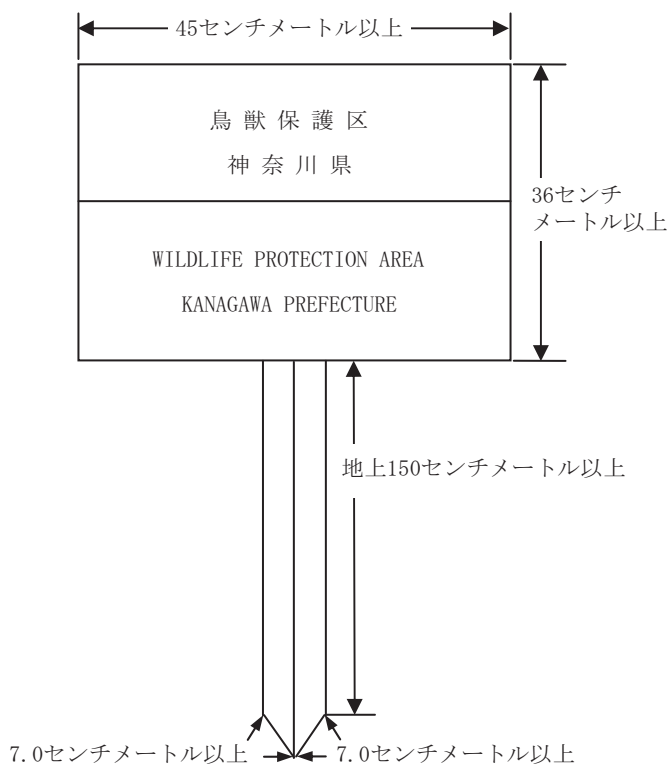 45センチメートル以上
鳥獣保護区
神奈川県
36センチ
メートル以上
WILDLIFE PROTECTION AREA
KANAGAWA PREFECTURE
地上150センチメートル以上
7.0センチメートル以上
7.0センチメートル以上